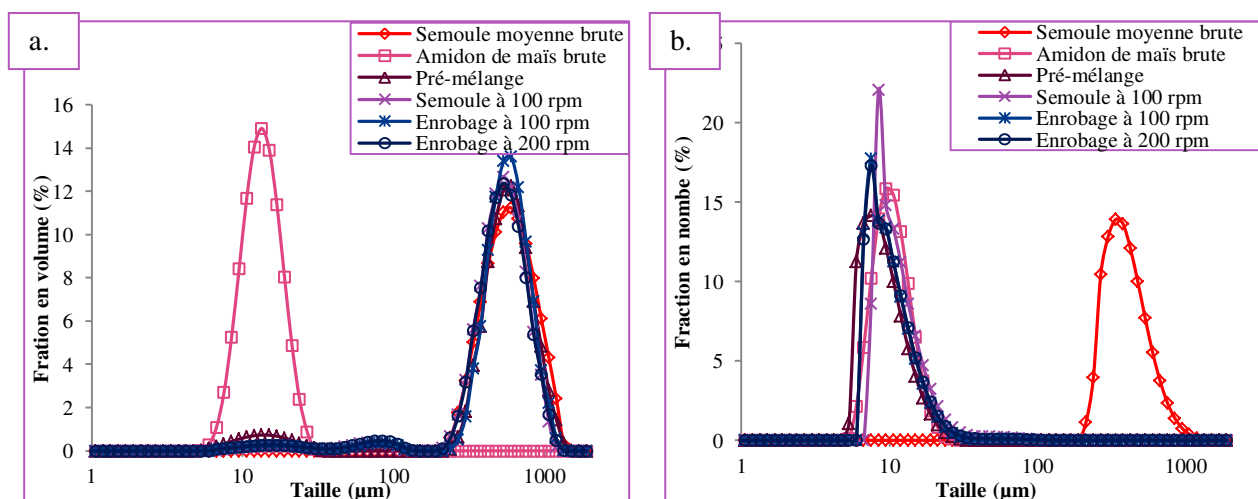 a.
Semoule moyenne brute
Amidon de maïs brute
Pré-mélange
Semoule à 100 rpm
Enrobage à 100 rpm
Enrobage à 200 rpm
Fration en volume (%)
16
14
12
10
8
6
4
2
0
1
10
100
1000
Taille (µm)
b.
Semoule moyenne brute
Amidon de maïs brute
Pré-mélange
Semoule à 100 rpm
Enrobage à 100 rpm
Enrobage à 200 rpm
Fraction en nombe (%)
20
15
10
5
0
1
10
100
1000
Taille (µm)